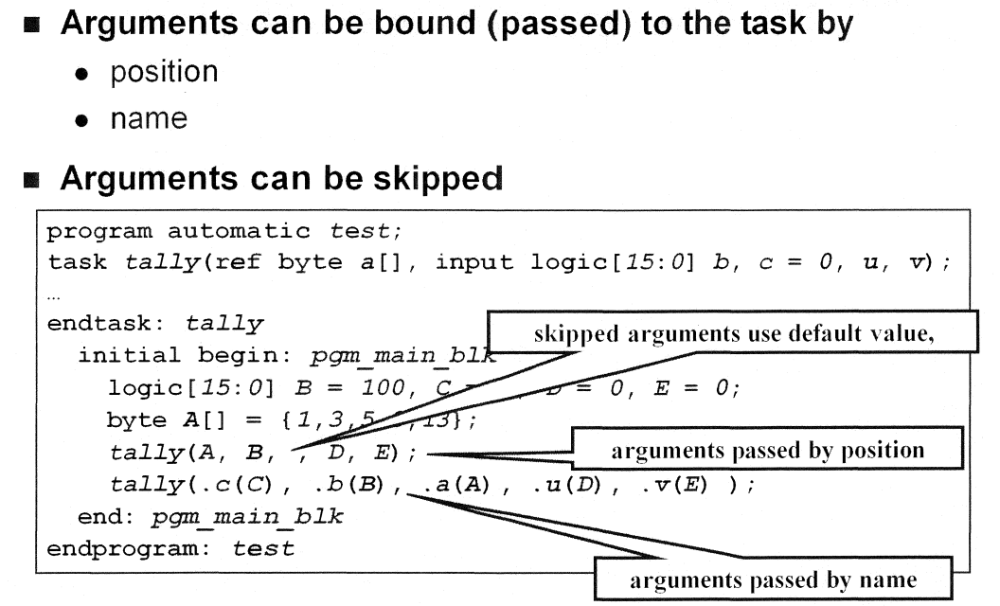 ■ Arguments can be bound (passed) to the task by
● position
● name
■ Arguments can be skipped
program automatic test;
task tally(ref byte a[], input logic[15:0] b, c = 0, u, v);
…
endtask: tally
skipped arguments use default value,
initial begin: pgm_main_blk
logic[15:0] B = 100, C = 0, E = 0;
byte A[] = {1,3,5 ,13};
tally(A, B, , D, E);
arguments passed by position
tally(.c(C), .b(B), .a(A), .u(D), .v(E) );
end: pgm_main_blk
endprogram: test
arguments passed by name